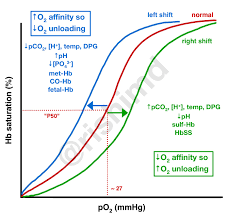 ↑O₂ affinity so
↓O₂ unloading
left shift
normal
right shift
↓pCO₂, [H⁺], temp, DPG
↑pH
↓[PO₄³⁻]
met-Hb
CO-Hb
fetal-Hb
Hb saturation (%)
"P50"
@rishimd
↑pCO₂, [H⁺], temp, DPG
↓pH
sulf-Hb
HbSS
↓O₂ affinity so
↑O₂ unloading
~ 27
pO₂ (mmHg)